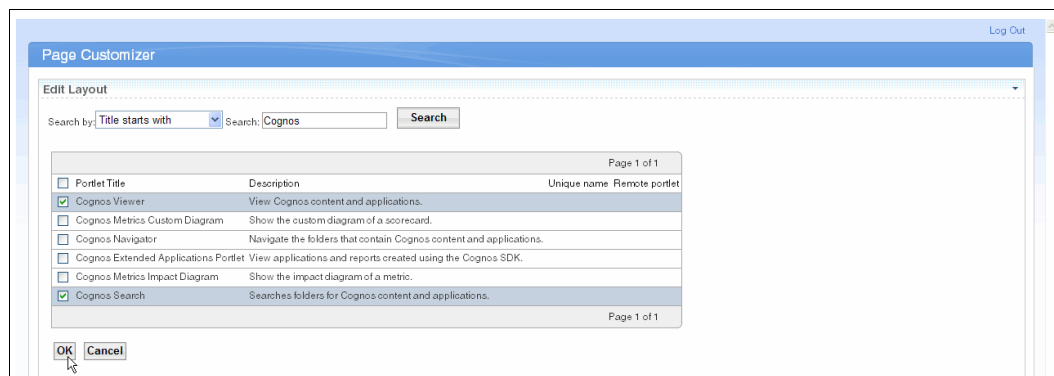 Log Out
Page Customizer
Edit Layout
Search by: Title starts with Search: Cognos Search
Page 1 of 1
Portlet Title Description Unique name Remote portlet
Cognos Viewer View Cognos content and applications.
Cognos Metrics Custom Diagram Show the custom diagram of a scorecard.
Cognos Navigator Navigate the folders that contain Cognos content and applications.
Cognos Extended Applications Portlet View applications and reports created using the Cognos SDK.
Cognos Metrics Impact Diagram Show the impact diagram of a metric.
Cognos Search Searches folders for Cognos content and applications.
Page 1 of 1
OK Cancel